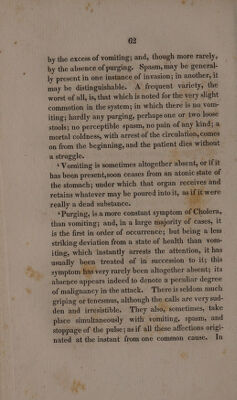 62
by the excess of vomiting; and, though more rarely,
by the absence of purging. Spasm, may be general-
ly present in one instance of invasion; in another, it
may be distinguishable. A frequent variety, the
worst of all, is, that which is noted for the very slight
commotion in the system; in which there is no vom-
iting; hardly any purging, perhaps one or two loose
stools; no perceptible spasm, no pain of any kind; a
mortal coldness, with arrest of the circulation, comes
on from the beginning, and the patient dies without
a struggle.
‘Vomiting is sometimes altogether absent, or if it
has been present, soon ceases from an atonic state of
the stomach; under which that organ receives and
retains whatever may be poured into it, as if it were
really a dead substance.
‘Purging, is a more constant symptom of Cholera,
than vomiting; and, in a large majority of cases, it
is the first in order of occurrence; but being a less
striking deviation from a state of health than vom-
iting, which instantly arrests the attention, it has
usually been treated of in succession to it; this
symptom has very rarely been altogether absent; its
absence appears indeed to denote a peculiar degree
of malignancy in the attack. There is seldom much
griping or tenesmus, although the calls are very sud-
den and irresistible. They also, sometimes, take
place simultaneously with vomiting, spasm, and
stoppage of the pulse; as if all these affections origi-
nated at the instant from one common cause. In